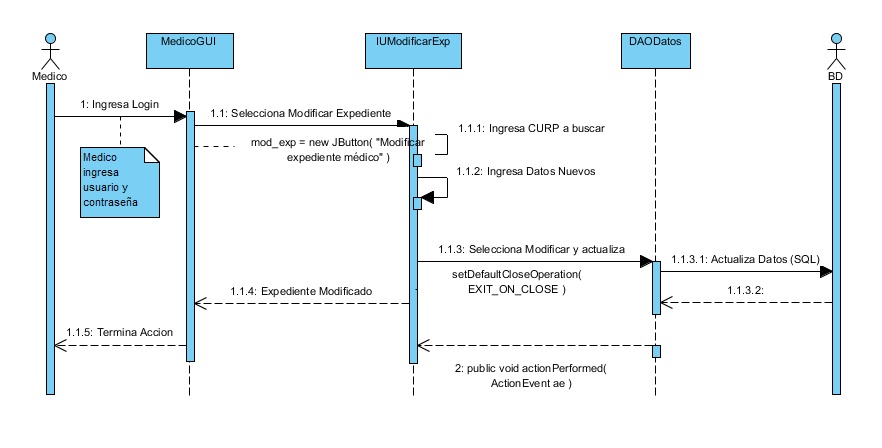 MedicoGUI
IUModificarExp
DAODatos
Medico
BD
1: Ingresa Login
1.1: Selecciona Modificar Expediente
mod_exp = new JButton( "Modificar
expediente médico" )
1.1.1: Ingresa CURP a buscar
Medico
ingresa
usuario y
contraseña
1.1.2: Ingresa Datos Nuevos
1.1.3: Selecciona Modificar y actualiza
setDefaultCloseOperation(
EXIT_ON_CLOSE )
1.1.3.1: Actualiza Datos (SQL)
1.1.3.2:
1.1.4: Expediente Modificado
1.1.5: Termina Accion
2: public void actionPerformed(
ActionEvent ae )